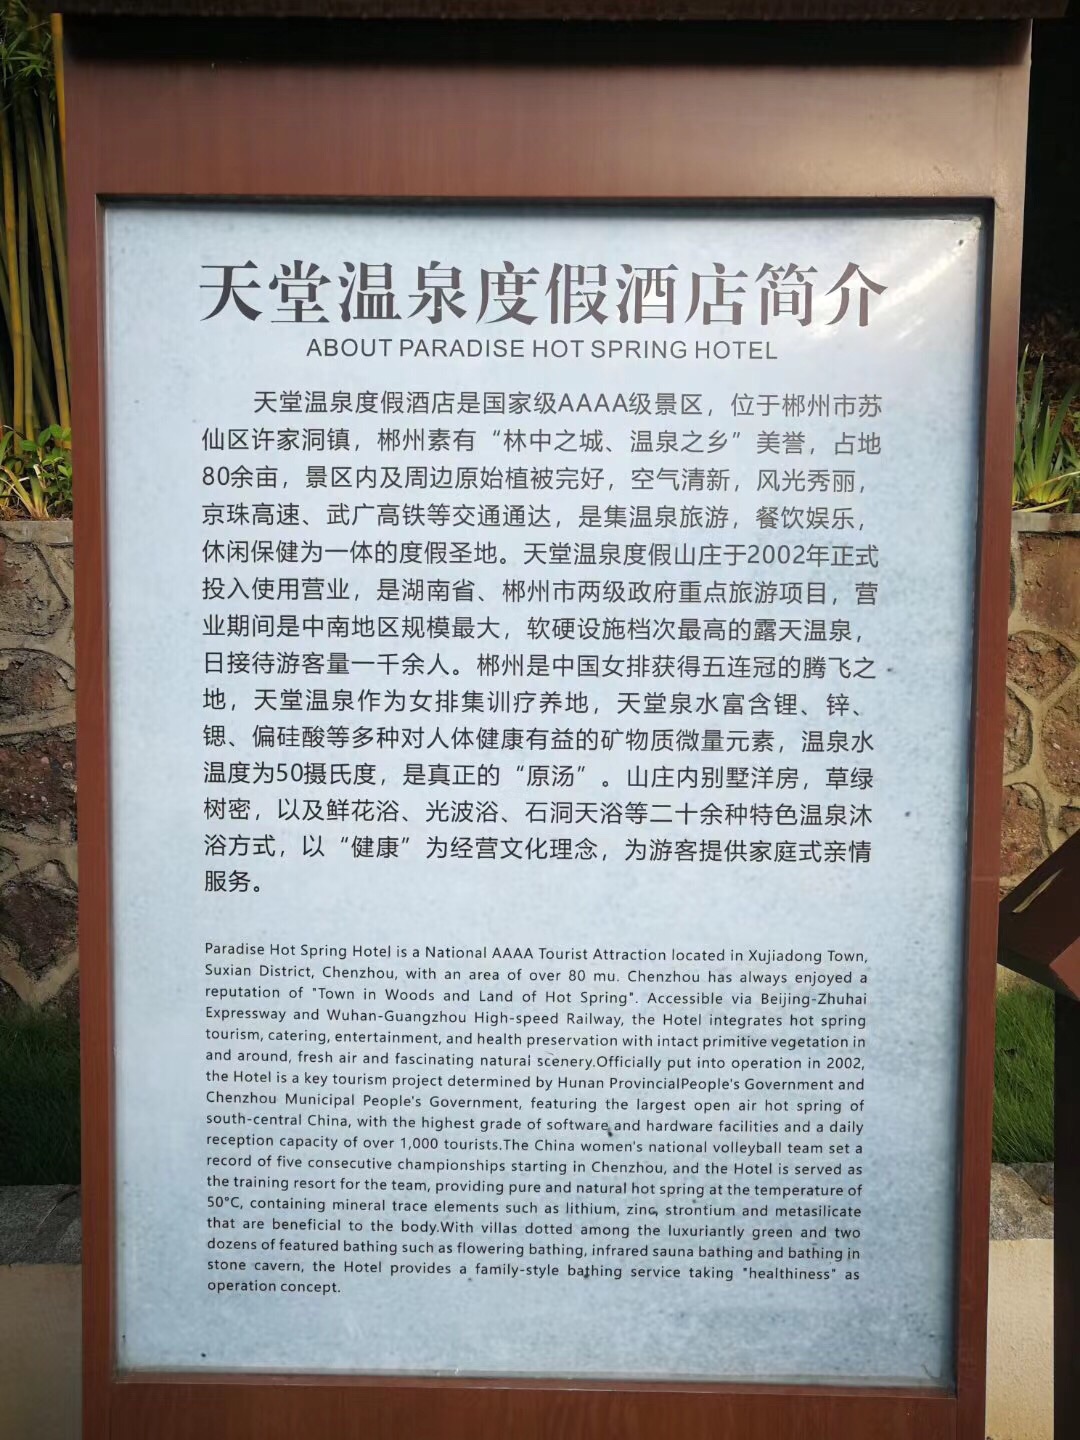 天堂温泉度假酒店简介
ABOUT PARADISE HOT SPRING HOTEL
天堂温泉度假酒店是国家级AAAA级景区，位于郴州市苏
仙区许家洞镇，郴州素有“林中之城、温泉之乡”美誉，占地
80余亩，景区内及周边原始植被完好，空气清新，风光秀丽，
京珠高速、武广高铁等交通通达，是集温泉旅游，餐饮娱乐，
休闲保健为一体的度假圣地。天堂温泉度假山庄于2002年正式
投入使用营业，是湖南省、郴州市两级政府重点旅游项目，营
业期间是中南地区规模最大，软硬设施档次最高的露天温泉，
日接待游客量一千余人。郴州是中国女排获得五连冠的腾飞之
地，天堂温泉作为女排集训疗养地，天堂泉水富含锂、锌、
锶、偏硅酸等多种对人体健康有益的矿物质微量元素，温泉水
温度为50摄氏度，是真正的“原汤”。山庄内别墅洋房，草绿
树密，以及鲜花浴、光波浴、石洞天浴等二十余种特色温泉沐
浴方式，以“健康”为经营文化理念，为游客提供家庭式亲情
服务。
Paradise Hot Spring Hotel is a National AAAA Tourist Attraction located in Xujiadong Town,
Suxian District, Chenzhou, with an area of over 80 mu. Chenzhou has always enjoyed a
reputation of "Town in Woods and Land of Hot Spring". Accessible via Beijing-Zhuhai
Expressway and Wuhan-Guangzhou High-speed Railway, the Hotel integrates hot spring
tourism, catering, entertainment, and health preservation with intact primitive vegetation in
and around, fresh air and fascinating natural scenery.Officially put into operation in 2002,
the Hotel is a key tourism project determined by Hunan ProvincialPeople's Government and
Chenzhou Municipal People's Government, featuring the largest open air hot spring of
south-central China, with the highest grade of software and hardware facilities and a daily
reception capacity of over 1,000 tourists.The China women's national volleyball team set a
record of five consecutive championships starting in Chenzhou, and the Hotel is served as
the training resort for the team, providing pure and natural hot spring at the temperature of
50°C, containing mineral trace elements such as lithium, zinc, strontium and metasilicate
that are beneficial to the body.With villas dotted among the luxuriantly green and two
dozens of featured bathing such as flowering bathing, infrared sauna bathing and bathing in
stone cavern, the Hotel provides a family-style bathing service taking "healthiness" as
operation concept.